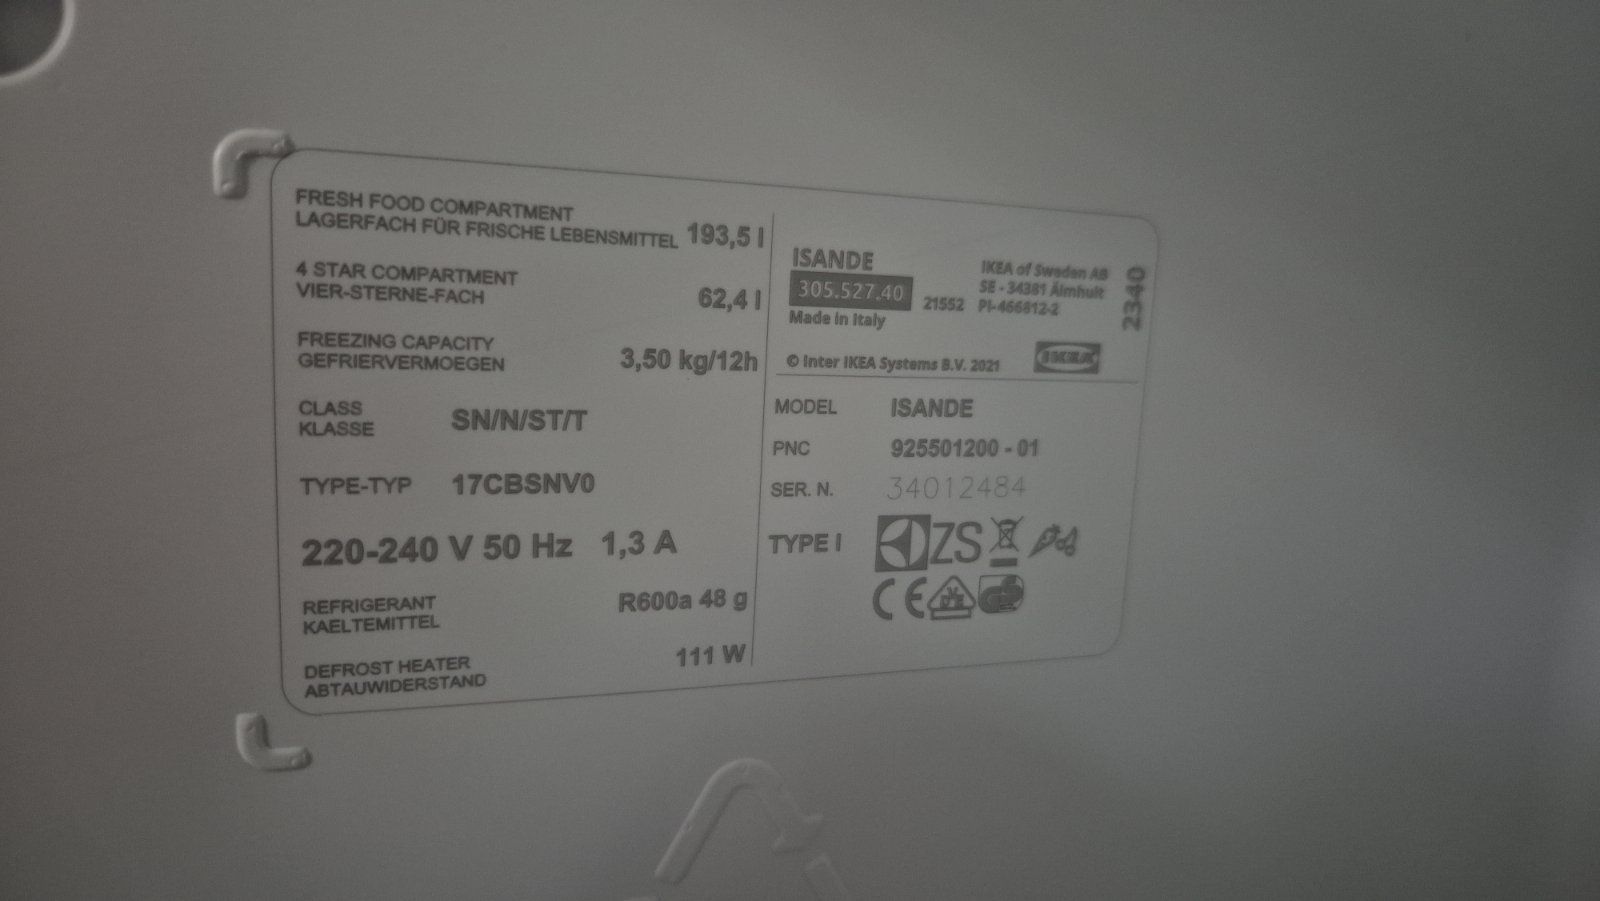 FRESH FOOD COMPARTMENT
LAGERFACH FÜR FRISCHE LEBENSMITTEL 193,5 l
4 STAR COMPARTMENT
VIER-STERNE-FACH 62,4 l
FREEZING CAPACITY
GEFRIERVERMOEGEN 3,50 kg/12h
CLASS
KLASSE SN/N/ST/T
TYPE-TYP 17CBSNV0
220-240 V 50 Hz 1,3 A
REFRIGERANT
KAELTEMITTEL R600a 48 g
DEFROST HEATER
ABTAUWIDERSTAND 111 W
ISANDE
305.527.40
Made in Italy
21552
IKEA of Sweden AB
SE - 34381 Älmhult
PI-466812-2
2340
© Inter IKEA Systems B.V. 2021
IKEA
MODEL ISANDE
PNC 925501200 - 01
SER. N. 34012484
TYPE I ZS
CE